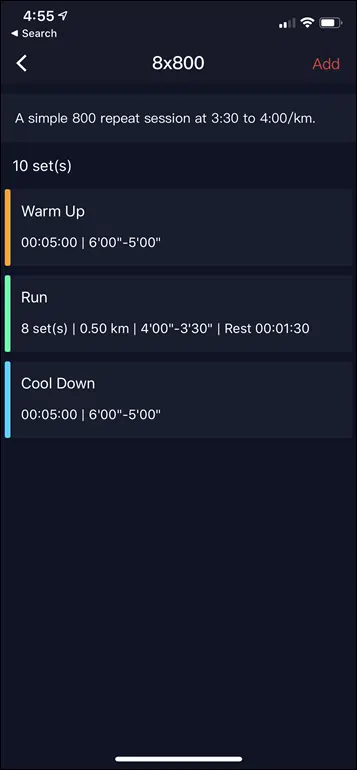 4:55
Search
8x800
Add
A simple 800 repeat session at 3:30 to 4:00/km.
10 set(s)
Warm Up
00:05:00 | 6'00"-5'00"
Run
8 set(s) | 0.50 km | 4'00"-3'30" | Rest 00:01:30
Cool Down
00:05:00 | 6'00"-5'00"